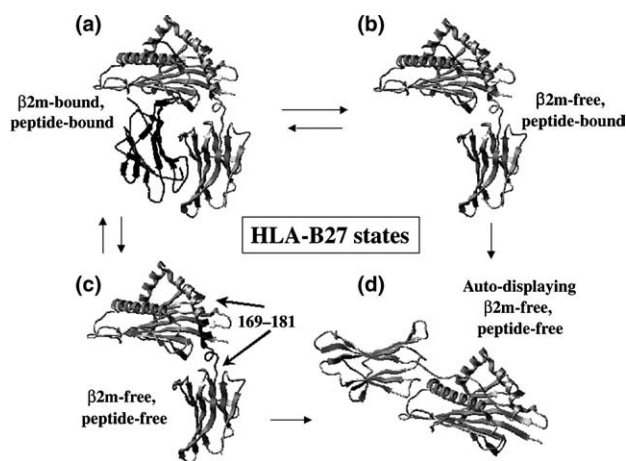 (a)
(b)
β2m-bound,
peptide-bound
β2m-free,
peptide-bound
HLA-B27 states
(c)
(d)
169–181
Auto-displaying
β2m-free,
peptide-free
β2m-free,
peptide-free